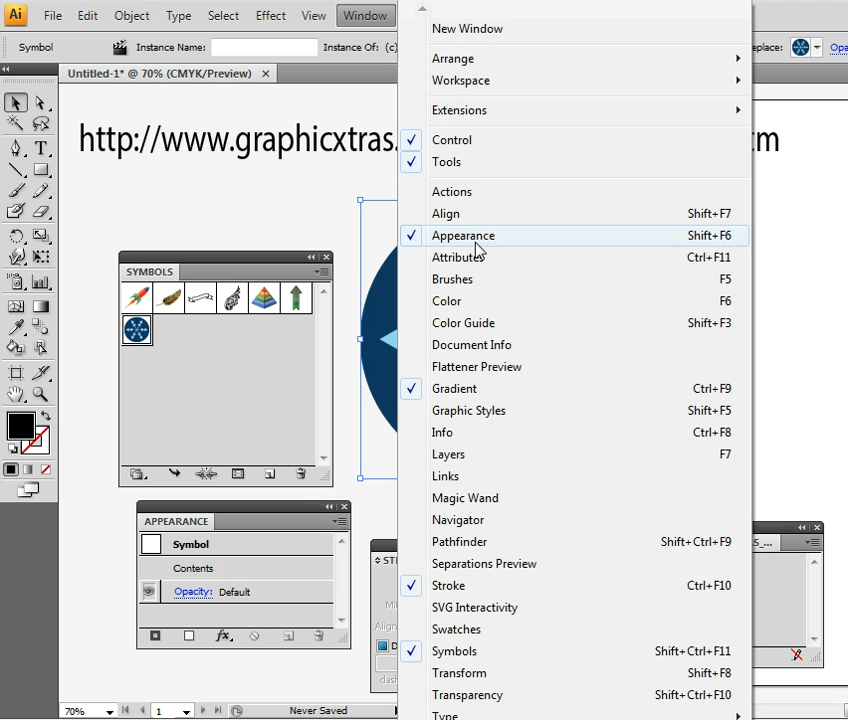 Ai File Edit Object Type Select Effect View Window
Symbol Instance Name: Instance Of: (c) place: Opa
Untitled-1* @ 70% (CMYK/Preview)
http://www.graphicxtras. m
New Window
Arrange
Workspace
Extensions
Control
Tools
Actions
Align Shift+F7
Appearance Shift+F6
Attributes Ctrl+F11
Brushes F5
Color F6
Color Guide Shift+F3
Document Info
Flattener Preview
Gradient Ctrl+F9
Graphic Styles Shift+F5
Info Ctrl+F8
Layers F7
Links
Magic Wand
Navigator
Pathfinder Shift+Ctrl+F9
Separations Preview
Stroke Ctrl+F10
SVG Interactivity
Swatches
Symbols Shift+Ctrl+F11
Transform Shift+F8
Transparency Shift+Ctrl+F10
Type
SYMBOLS
APPEARANCE
Symbol
Contents
Opacity: Default
fx
70% 1 Never Saved